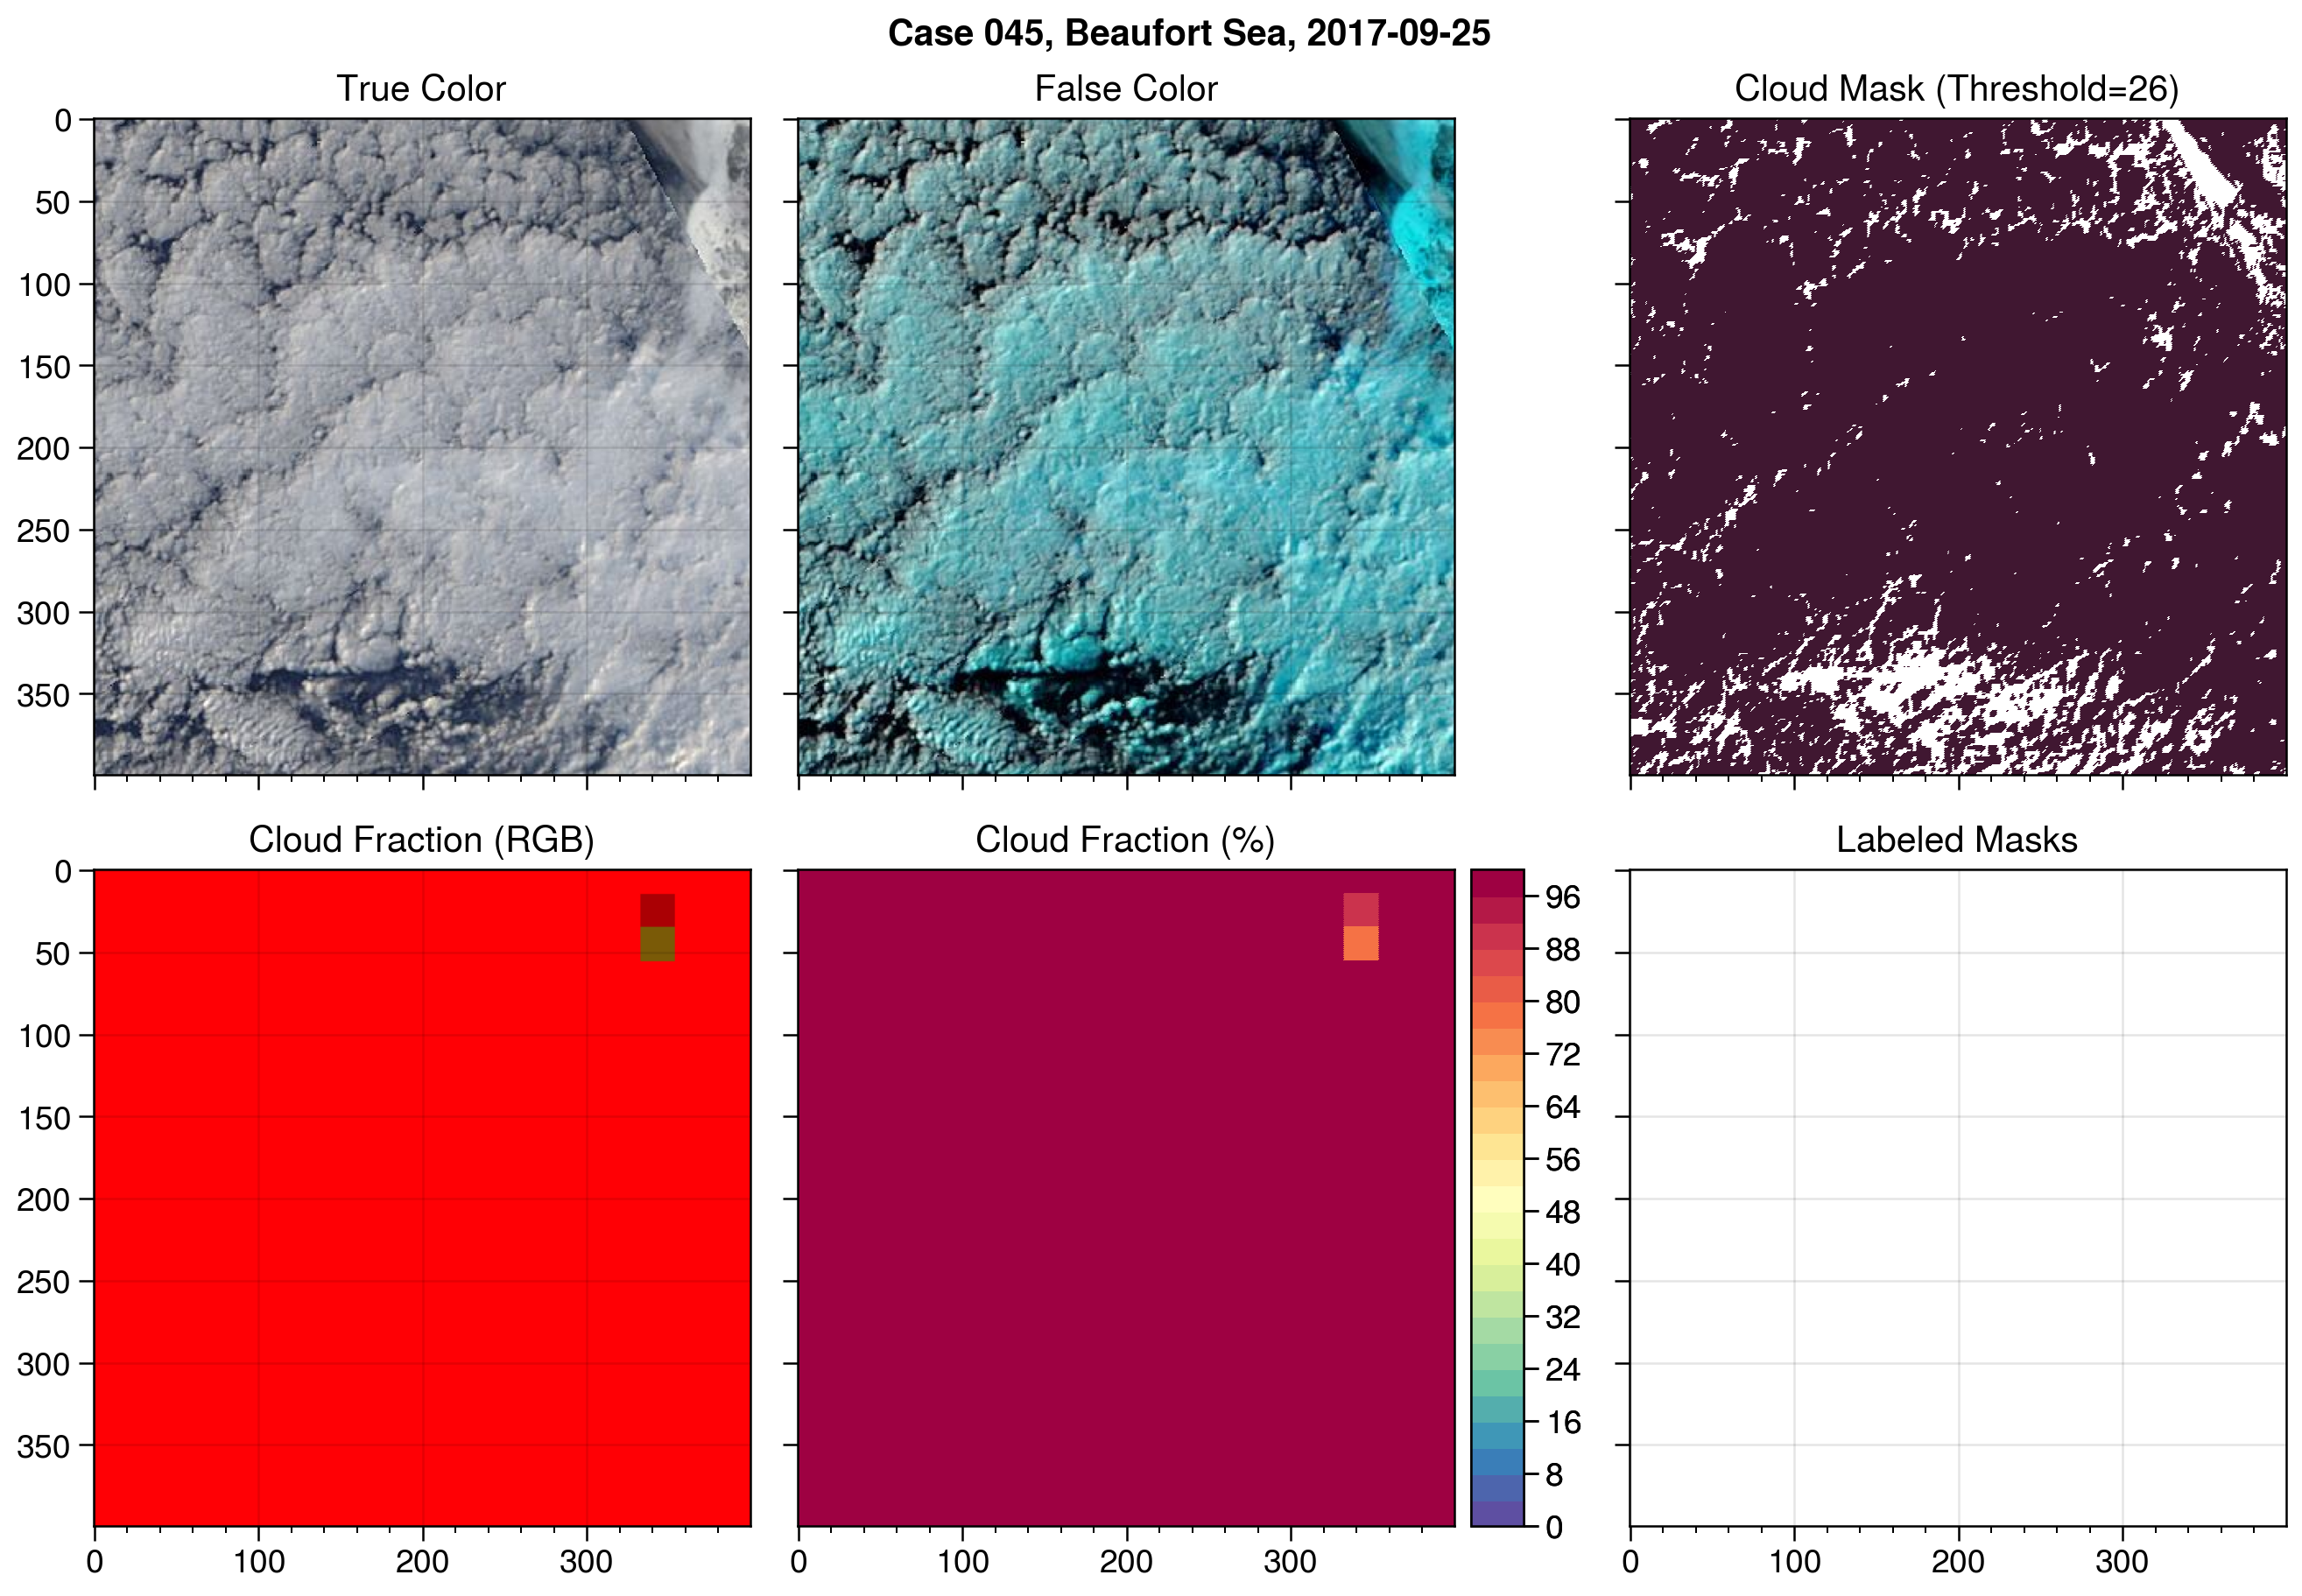 Case 045, Beaufort Sea, 2017-09-25
True Color
False Color
Cloud Mask (Threshold=26)
0
50
100
150
200
250
300
350
Cloud Fraction (RGB)
Cloud Fraction (%)
Labeled Masks
0
50
100
150
200
250
300
350
96
88
80
72
64
56
48
40
32
24
16
8
0
0 100 200 300
0 100 200 300
0 100 200 300